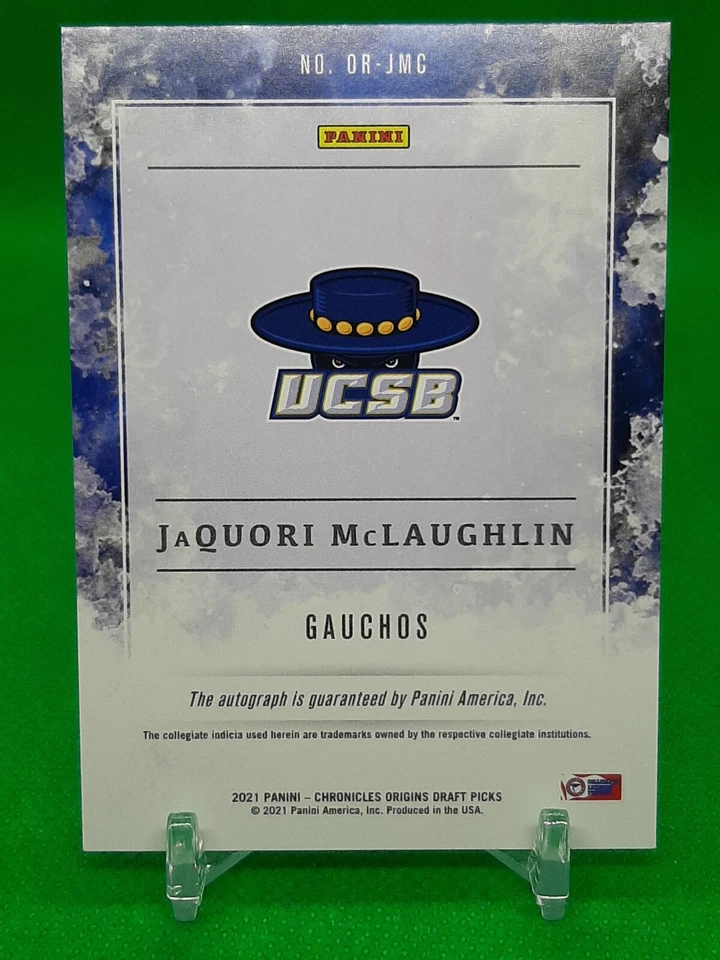 NO. OR-JMC
PANINI
UCSB
TM
JAQUORI MCLAUGHLIN
GAUCHOS
The autograph is guaranteed by Panini America, Inc.
The collegiate indicia used herein are trademarks owned by the respective collegiate institutions.
2021 PANINI – CHRONICLES ORIGINS DRAFT PICKS
© 2021 Panini America, Inc. Produced in the USA.